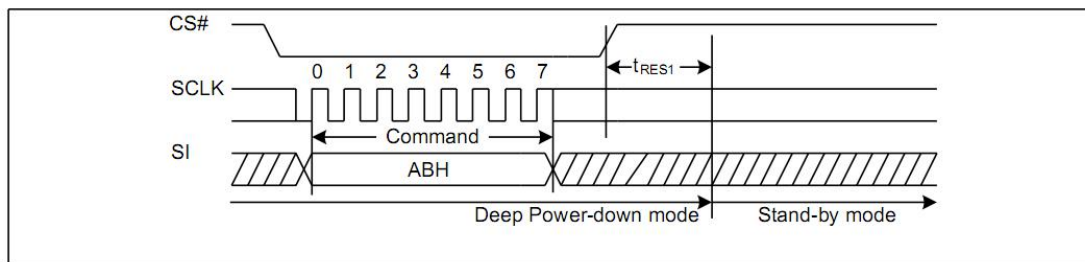 CS#
tRES1
0 1 2 3 4 5 6 7
SCLK
Command
SI
ABH
Deep Power-down mode Stand-by mode